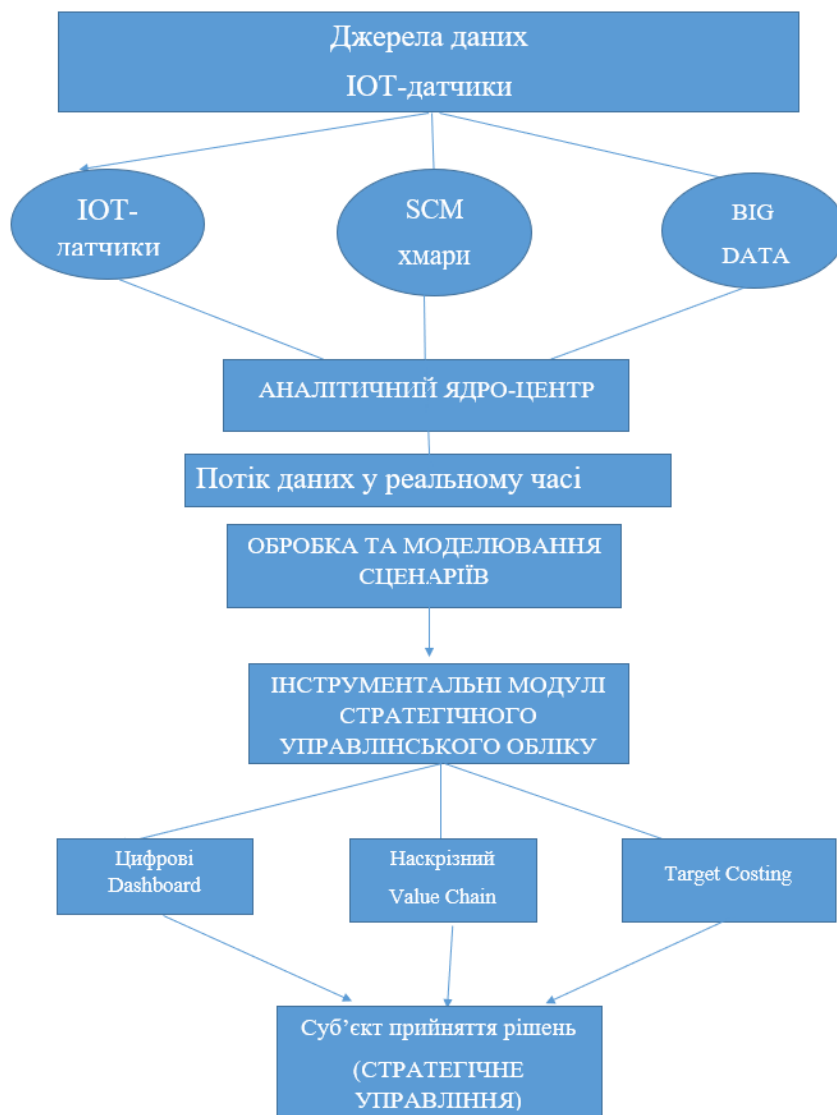 Джерела даних
ІОТ-датчики
ІОТ-
датчики
SCM
хмари
BIG
DATA
АНАЛІТИЧНИЙ ЯДРО-ЦЕНТР
Потік даних у реальному часі
ОБРОБКА ТА МОДЕЛЮВАННЯ
СЦЕНАРІЇВ
ІНСТРУМЕНТАЛЬНІ МОДУЛІ
СТРАТЕГІЧНОГО
УПРАВЛІНСЬКОГО ОБЛІКУ
Цифрові
Dashboard
Наскрізний
Value Chain
Target Costing
Суб’єкт прийняття рішень
(СТРАТЕГІЧНЕ
УПРАВЛІННЯ)